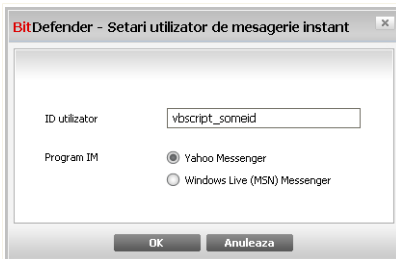 BitDefender - Setari utilizator de mesagerie instant
ID utilizator vbscript_someid
Program IM Yahoo Messenger
Windows Live (MSN) Messenger
OK Anuleaza